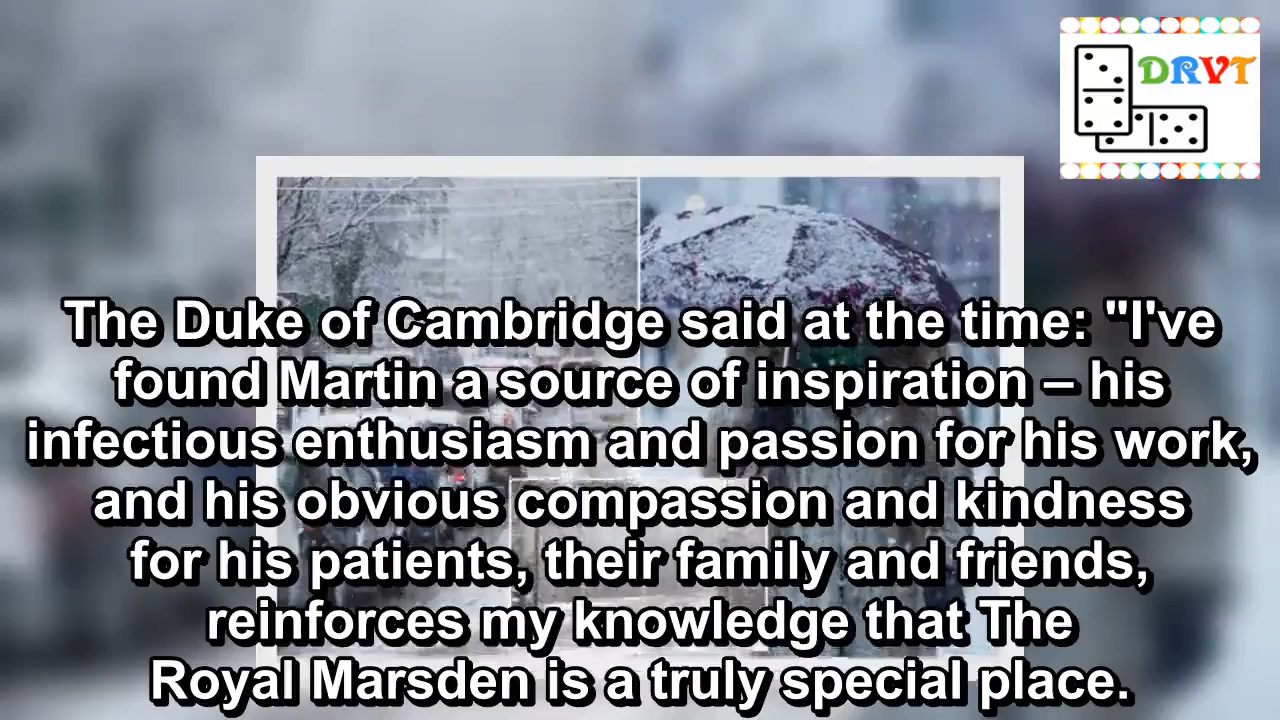 DRVT
The Duke of Cambridge said at the time: "I've
found Martin a source of inspiration – his
infectious enthusiasm and passion for his work,
and his obvious compassion and kindness
for his patients, their family and friends,
reinforces my knowledge that The
Royal Marsden is a truly special place.